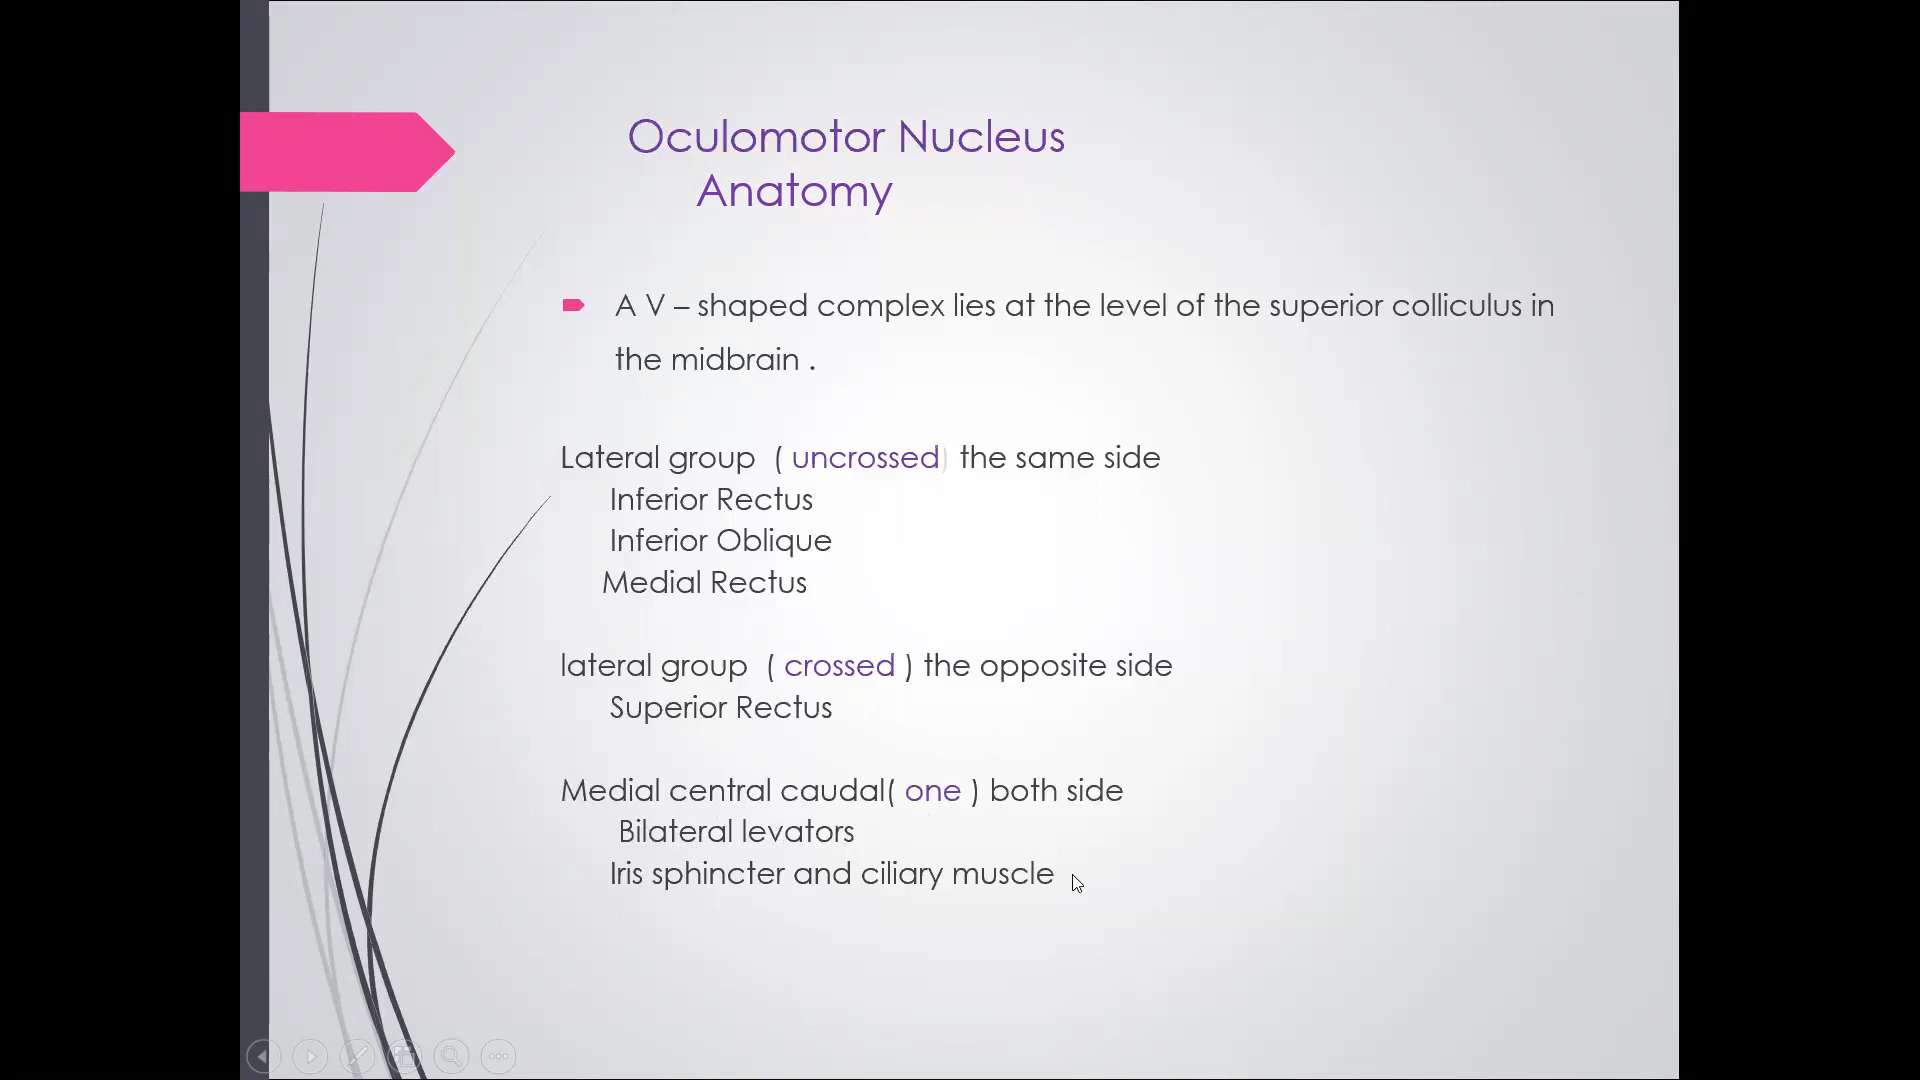 Oculomotor Nucleus
Anatomy
A V – shaped complex lies at the level of the superior colliculus in
the midbrain .
Lateral group ( uncrossed) the same side
Inferior Rectus
Inferior Oblique
Medial Rectus
lateral group ( crossed ) the opposite side
Superior Rectus
Medial central caudal( one ) both side
Bilateral levators
Iris sphincter and ciliary muscle